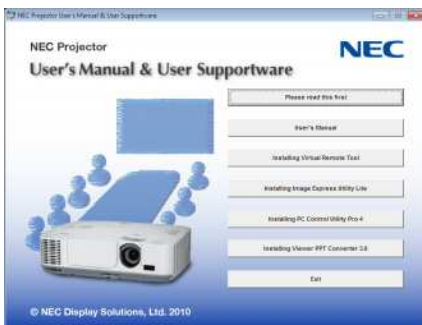 NEC Projector User's Manual & User Supportware
NEC Projector
NEC
User's Manual & User Supportware
Please read this first
User's Manual
Installing Virtual Remote Tool
Installing Image Express Utility Lite
Installing PC Control Utility Pro 4
Installing Viewer PPT Converter 3.0
Exit
© NEC Display Solutions, Ltd. 2010